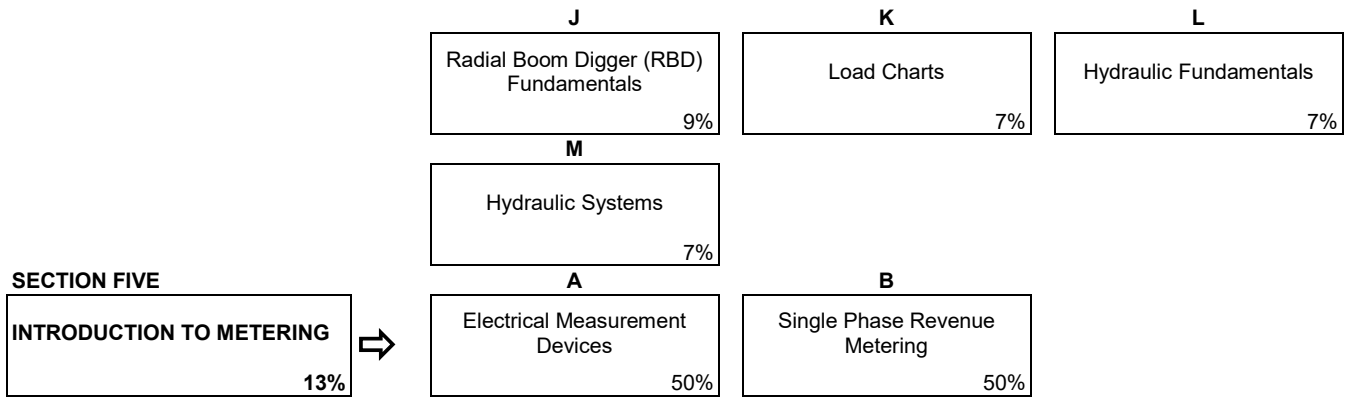 J
K
L
Radial Boom Digger (RBD)
Fundamentals
9%
Load Charts
7%
Hydraulic Fundamentals
7%
M
Hydraulic Systems
7%
SECTION FIVE
A
B
INTRODUCTION TO METERING
13%
Electrical Measurement
Devices
50%
Single Phase Revenue
Metering
50%